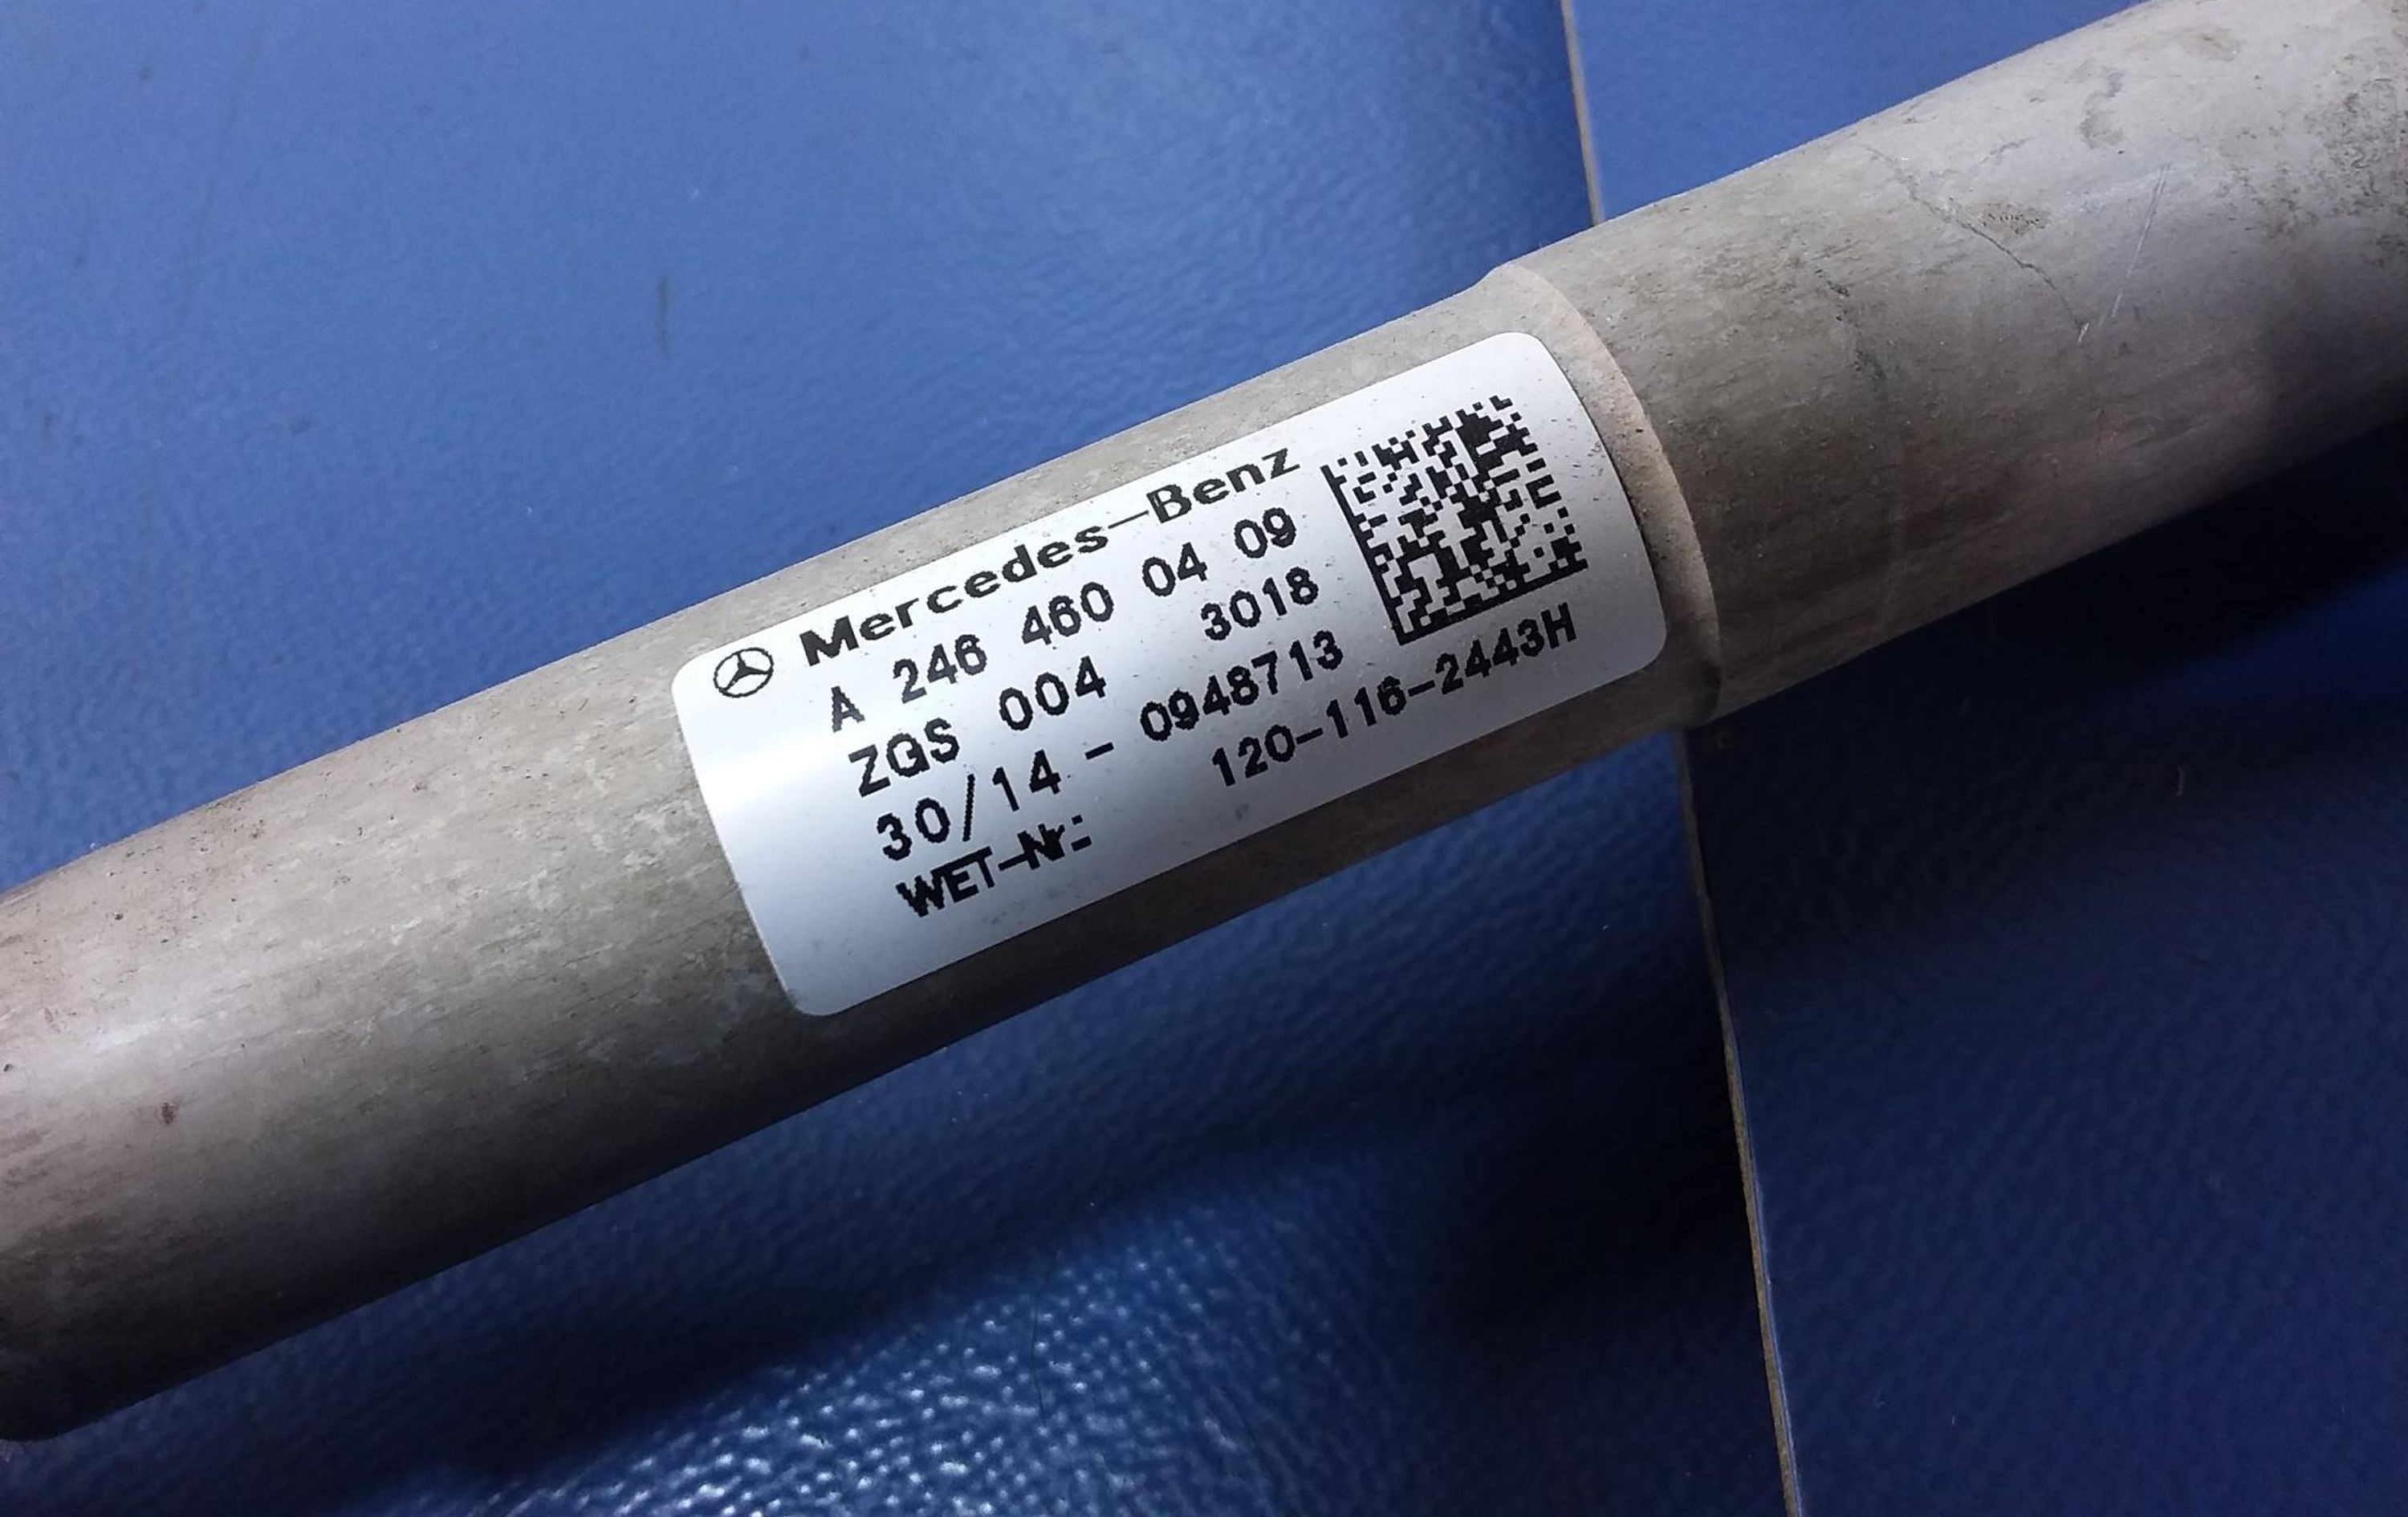 Mercedes-Benz
A 246 460 04 09
ZGS 004 3018
30/14 - 0948713
WET-Nr: 120-116-2443H